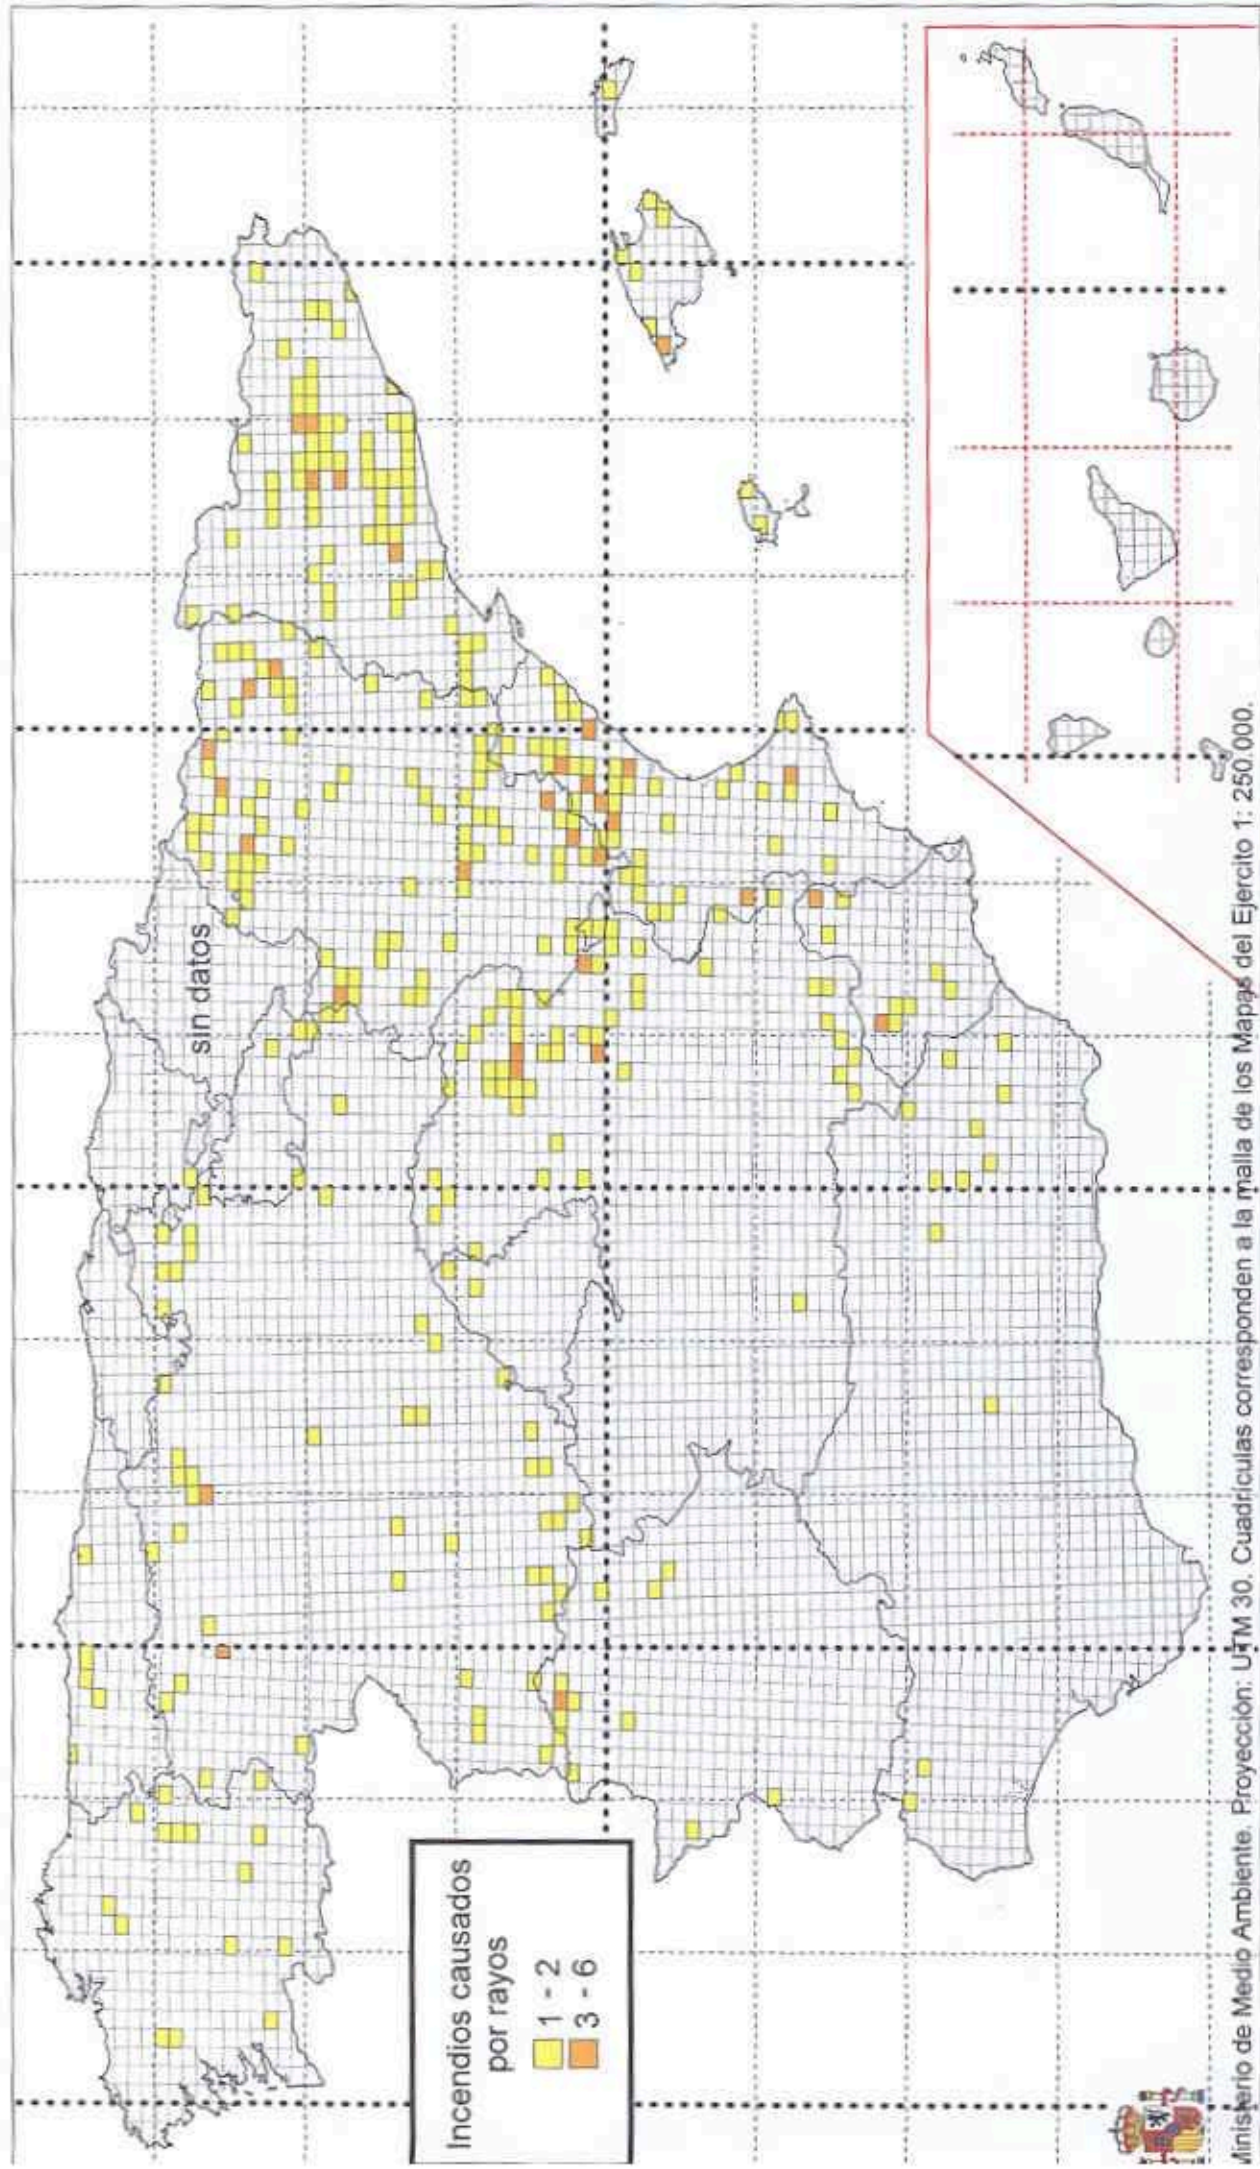 sin datos
Incendios causados
por rayos
1 - 2
3 - 6
Ministerio de Medio Ambiente. Proyección: UTM 30. Cuadrículas corresponden a la malla de los Mapas del Ejercito 1: 250.000.